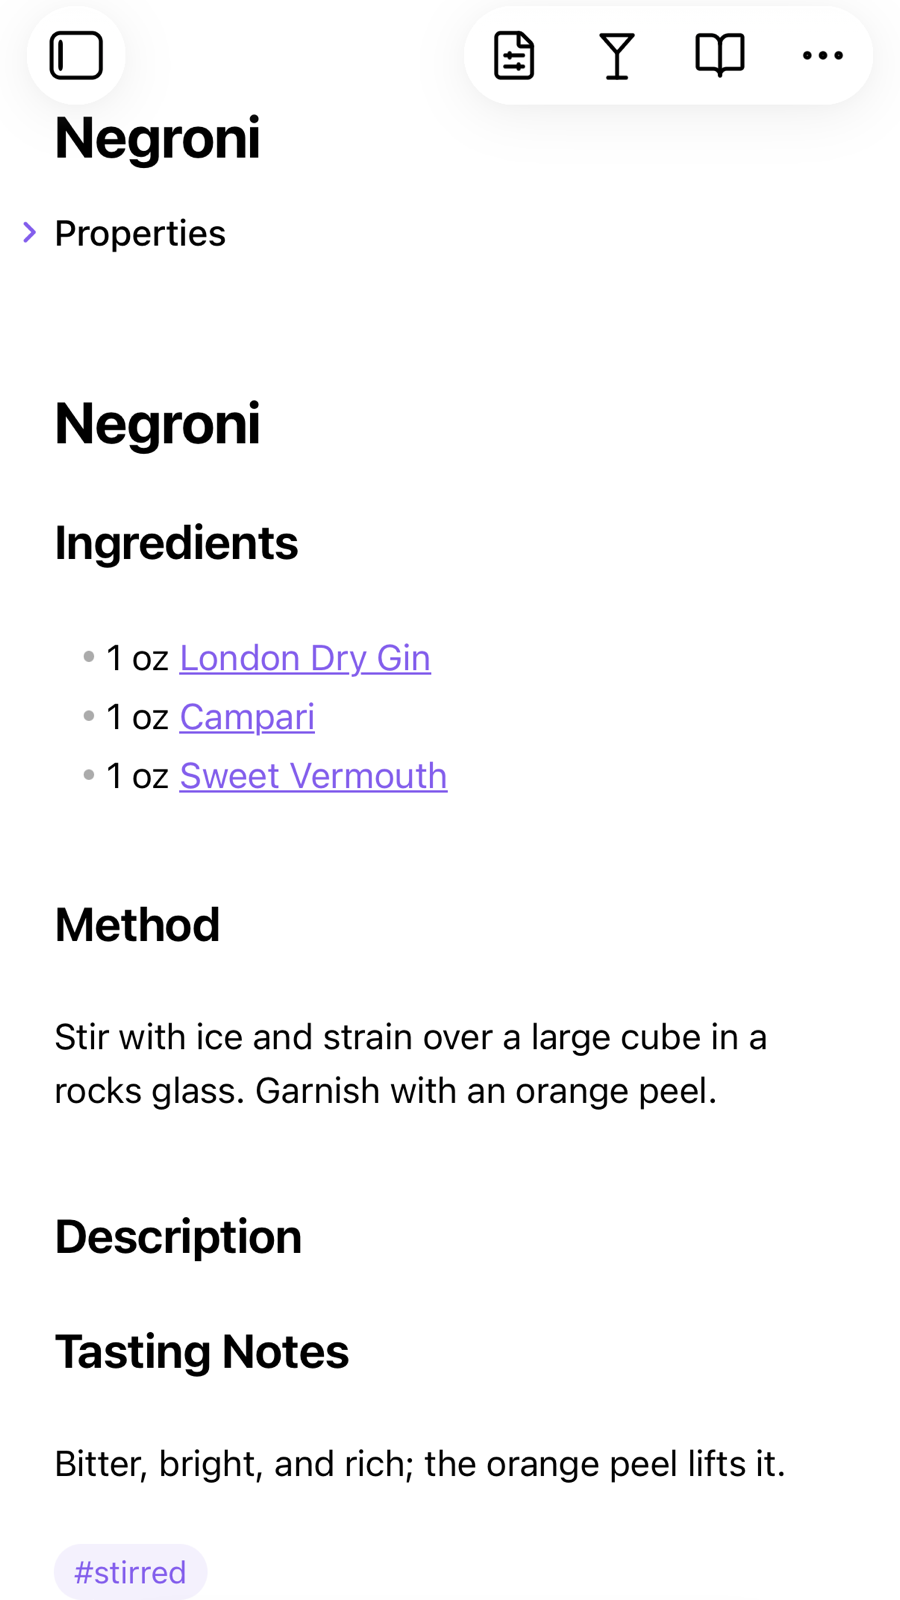 Negroni
Properties
Negroni
Ingredients
1 oz London Dry Gin
1 oz Campari
1 oz Sweet Vermouth
Method
Stir with ice and strain over a large cube in a
rocks glass. Garnish with an orange peel.
Description
Tasting Notes
Bitter, bright, and rich; the orange peel lifts it.
#stirred